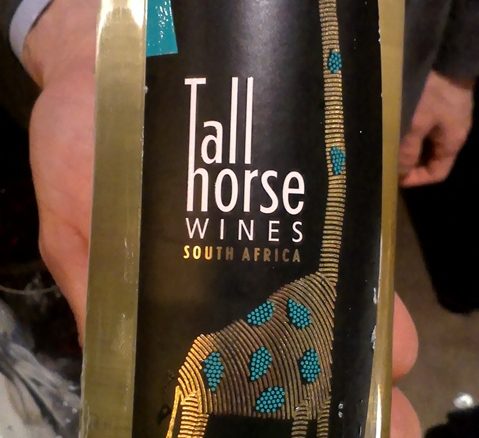 Tall
horse
WINES
SOUTH AFRICA